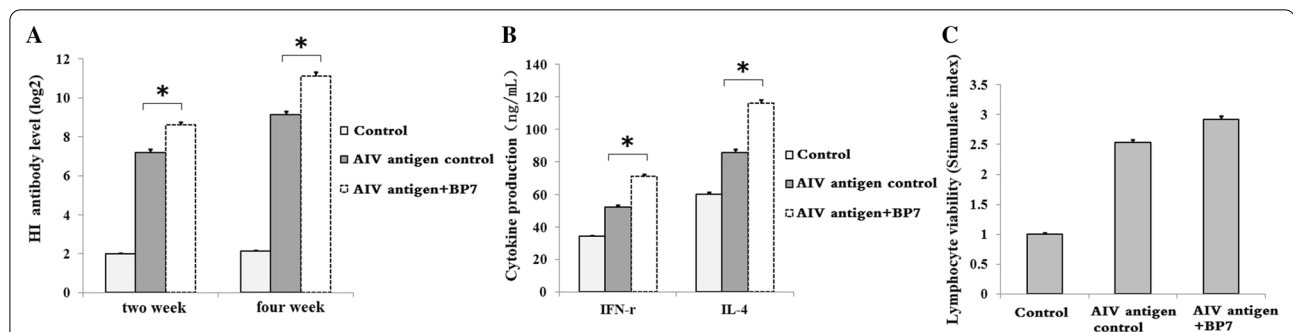 A
HI antibody level (log2)
12
10
8
6
4
2
0
*
*
two week
four week
Control
AIV antigen control
AIV antigen+BP7
B
Cytokine production (ng/mL)
140
120
100
80
60
40
20
0
*
*
IFN-r
IL-4
Control
AIV antigen control
AIV antigen+BP7
C
Lymphocyte viability (Stimulate index)
3.5
3
2.5
2
1.5
1
0.5
0
Control
AIV antigen
control
AIV antigen
+BP7